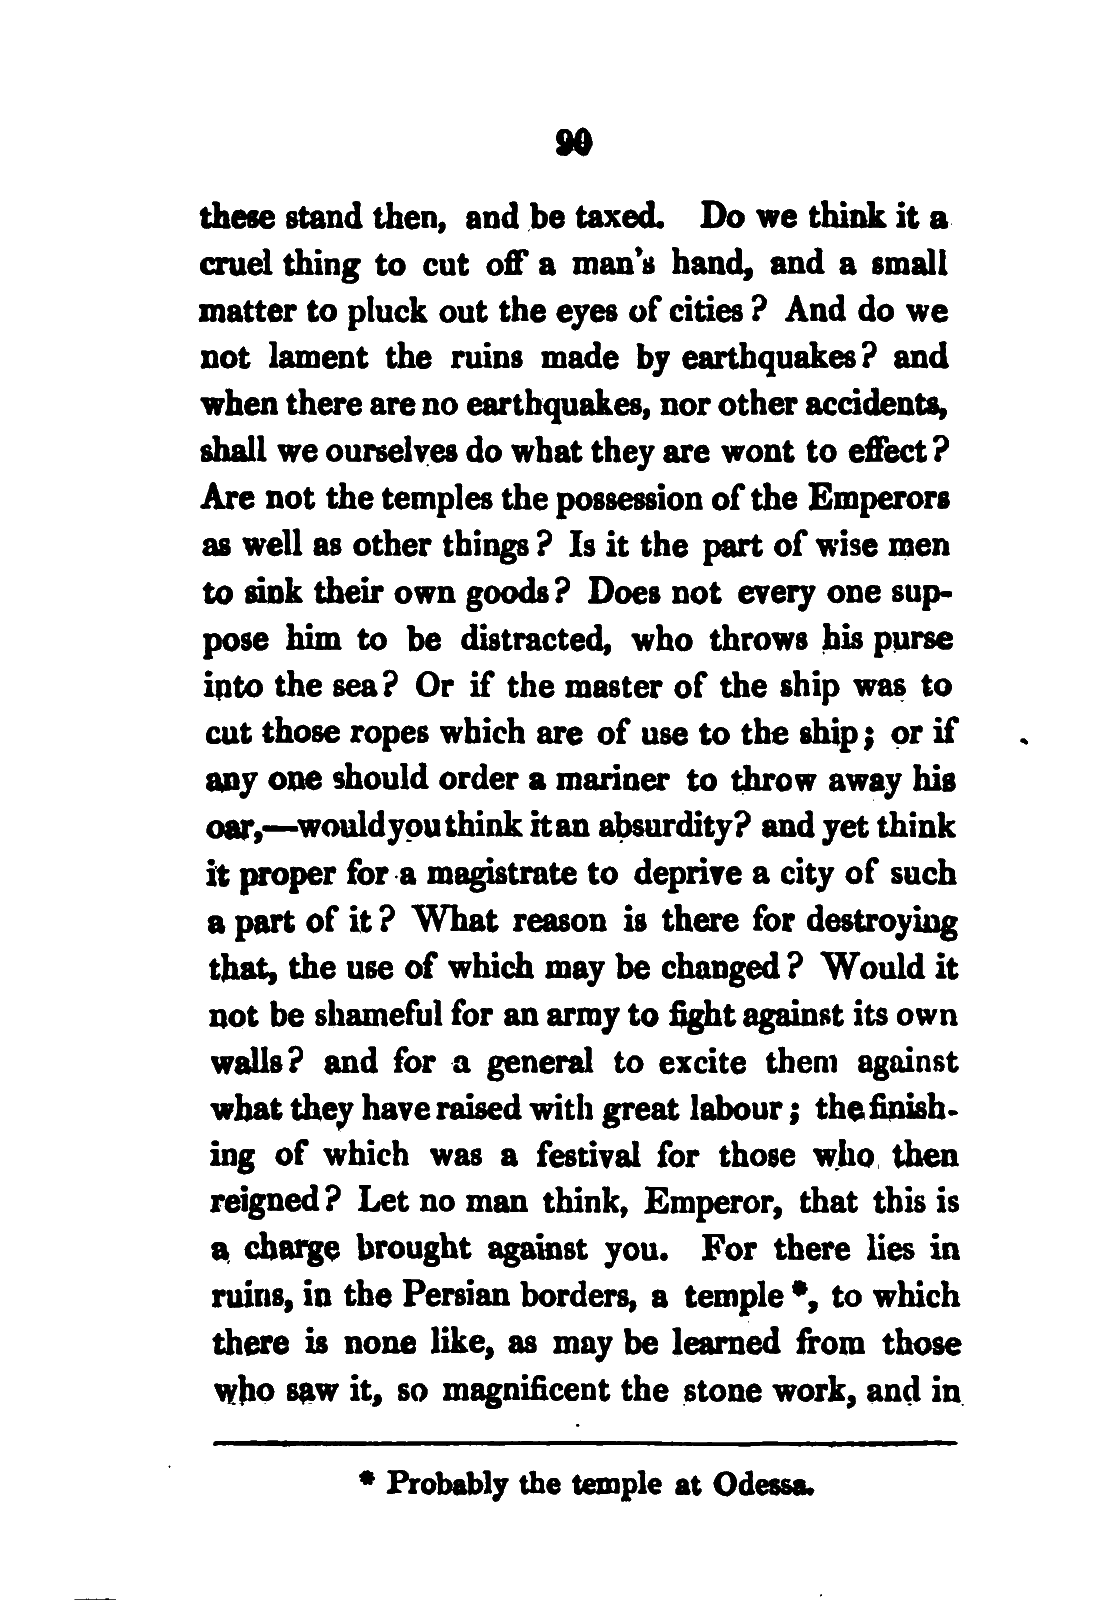 90
these stand then, and be taxed. Do we think it a
cruel thing to cut off a man's hand, and a small
matter to pluck out the eyes of cities? And do we
not lament the ruins made by earthquakes? and
when there are no earthquakes, nor other accidents,
shall we ourselves do what they are wont to effect?
Are not the temples the possession of the Emperors
as well as other things? Is it the part of wise men
to sink their own goods? Does not every one sup-
pose him to be distracted, who throws his purse
into the sea? Or if the master of the ship was to
cut those ropes which are of use to the ship; or if
any one should order a mariner to throw away his
oar,—would you think it an absurdity? and yet think
it proper for a magistrate to deprive a city of such
a part of it? What reason is there for destroying
that, the use of which may be changed? Would it
not be shameful for an army to fight against its own
walls? and for a general to excite them against
what they have raised with great labour; the finish-
ing of which was a festival for those who then
reigned? Let no man think, Emperor, that this is
a charge brought against you. For there lies in
ruins, in the Persian borders, a temple *, to which
there is none like, as may be learned from those
who saw it, so magnificent the stone work, and in
* Probably the temple at Odessa.